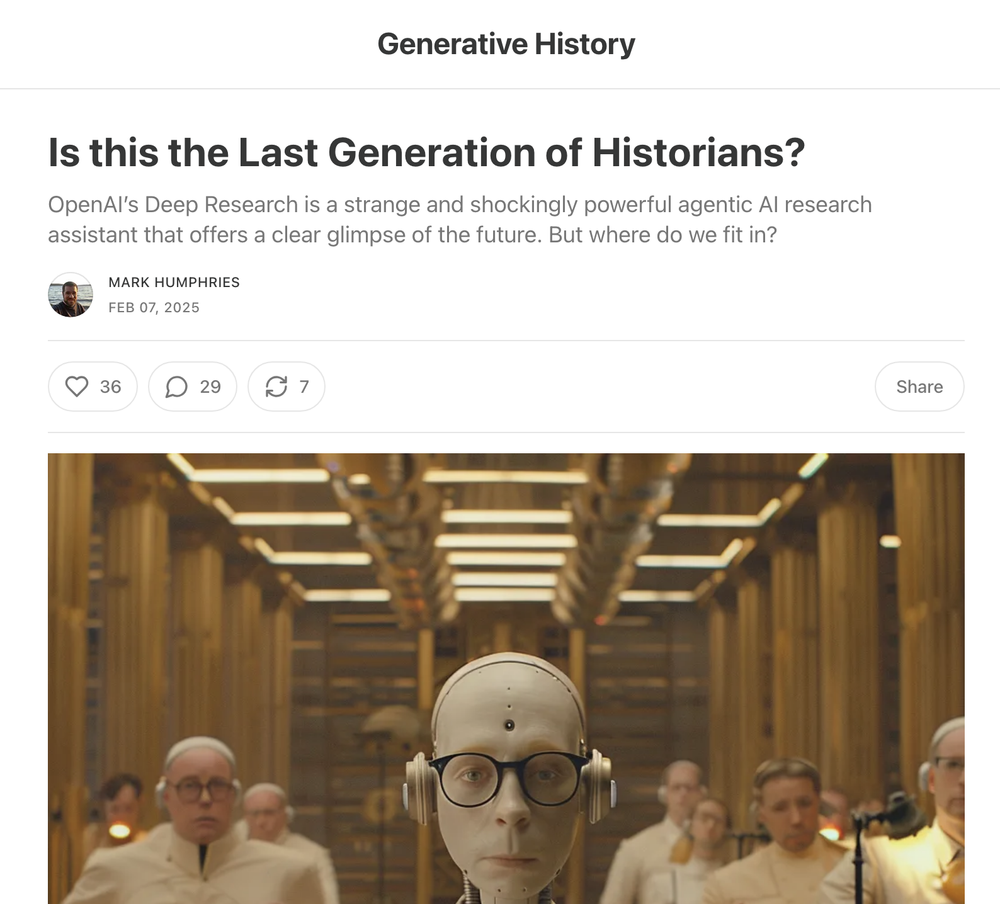 Generative History
Is this the Last Generation of Historians?
OpenAI’s Deep Research is a strange and shockingly powerful agentic AI research
assistant that offers a clear glimpse of the future. But where do we fit in?
MARK HUMPHRIES
FEB 07, 2025
36
29
7
Share